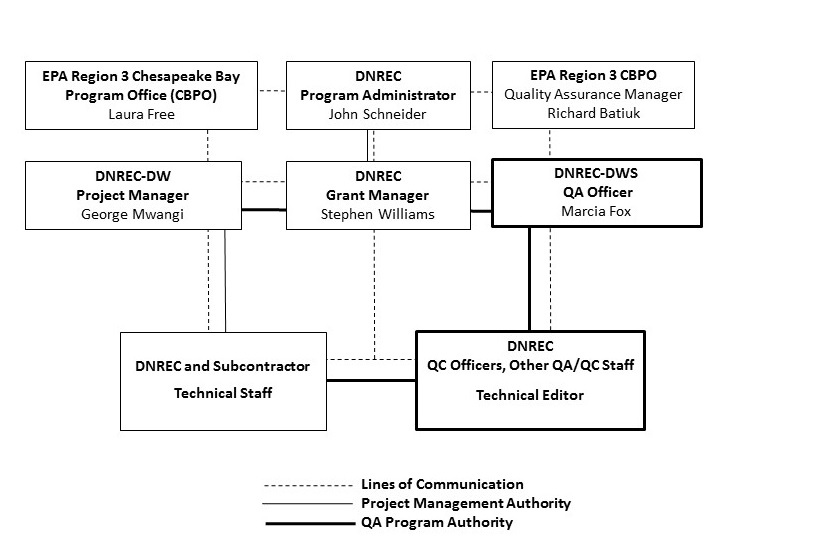 EPA Region 3 Chesapeake Bay
Program Office (CBPO)
Laura Free
DNREC
Program Administrator
John Schneider
EPA Region 3 CBPO
Quality Assurance Manager
Richard Batiuk
DNREC-DW
Project Manager
George Mwangi
DNREC
Grant Manager
Stephen Williams
DNREC-DWS
QA Officer
Marcia Fox
DNREC and Subcontractor
Technical Staff
DNREC
QC Officers, Other QA/QC Staff
Technical Editor
Lines of Communication
Project Management Authority
QA Program Authority